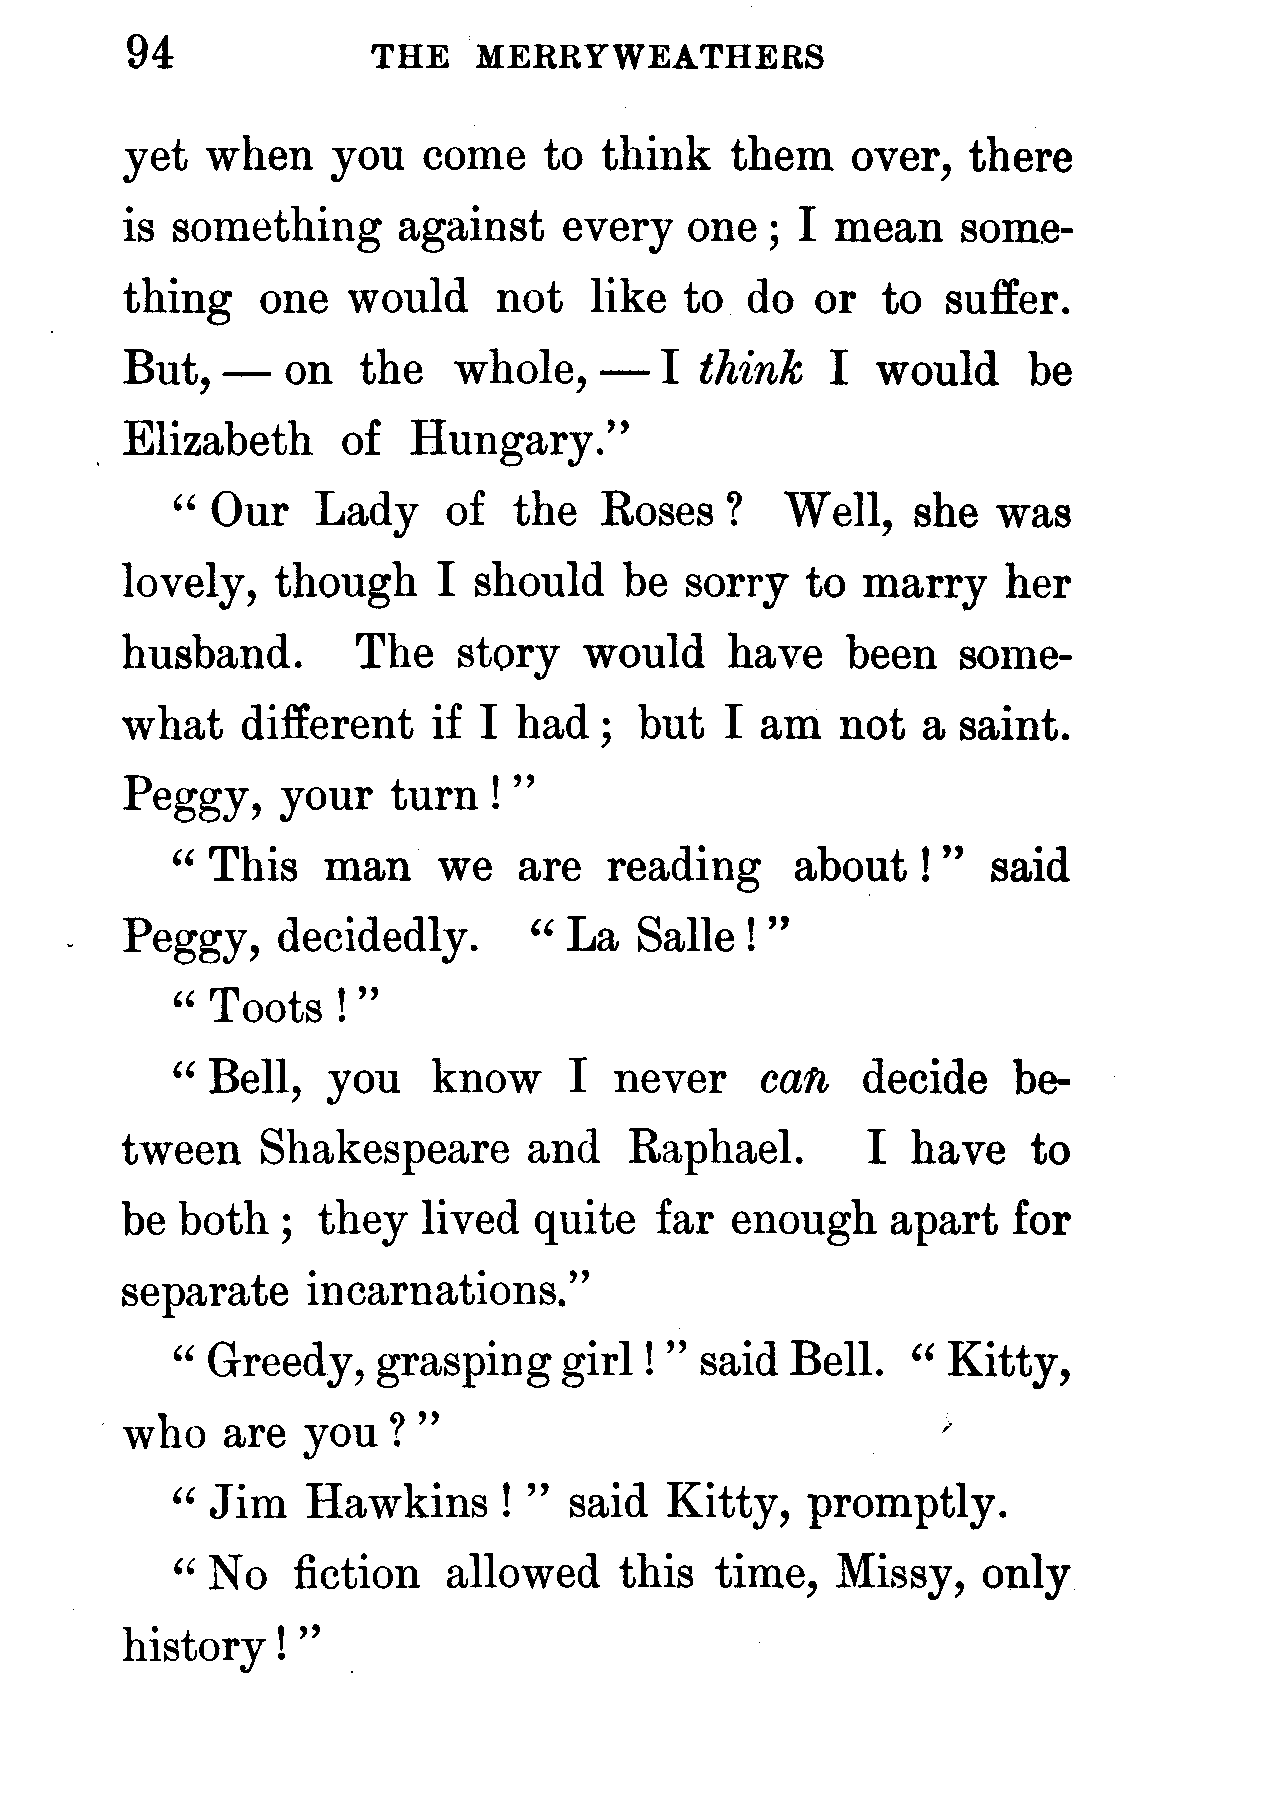 94 THE MERRYWEATHERS
yet when you come to think them over, there
is something against every one ; I mean some-
thing one would not like to do or to suffer.
But, — on the whole, — I think I would be
Elizabeth of Hungary.”
“ Our Lady of the Roses ? Well, she was
lovely, though I should be sorry to marry her
husband. The story would have been some-
what different if I had ; but I am not a saint.
Peggy, your turn ! ”
“ This man we are reading about ! ” said
Peggy, decidedly. “ La Salle ! ”
“ Toots ! ”
“ Bell, you know I never can decide be-
tween Shakespeare and Raphael. I have to
be both ; they lived quite far enough apart for
separate incarnations.”
“ Greedy, grasping girl ! ” said Bell. “ Kitty,
who are you ? ”
“ Jim Hawkins ! ” said Kitty, promptly.
“ No fiction allowed this time, Missy, only
history ! ”